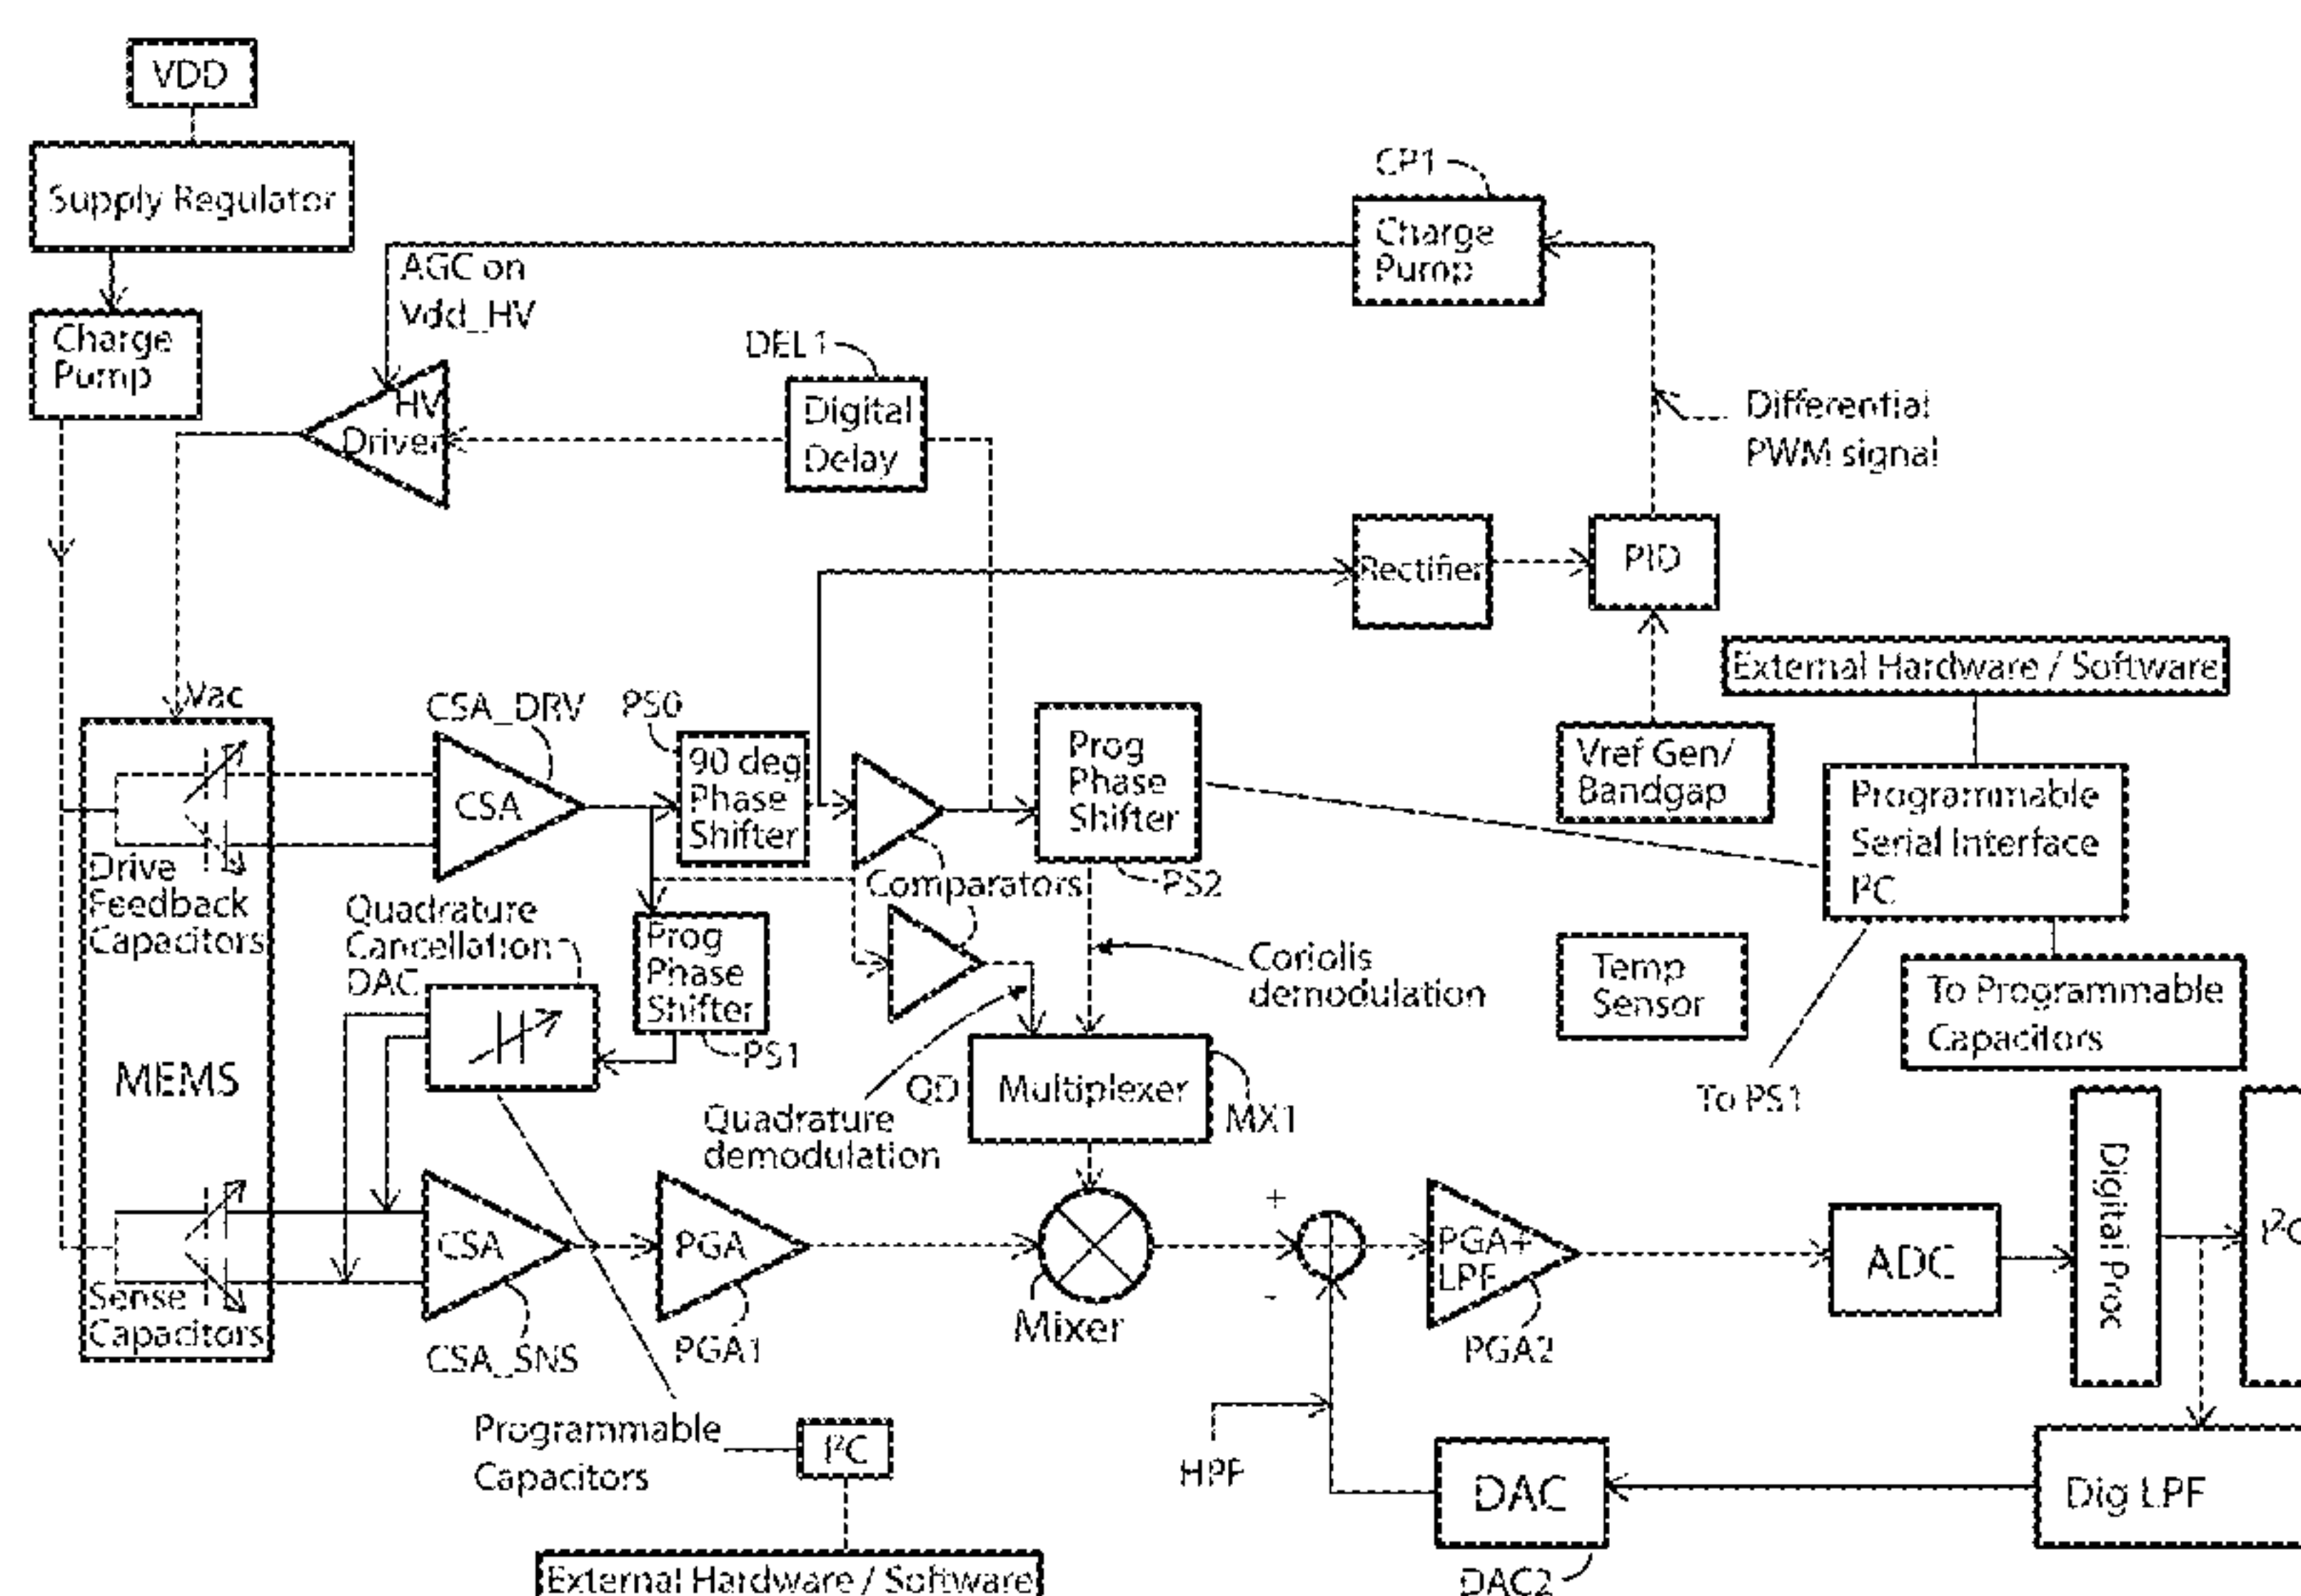 VDD
Supply Regulator
CP1
Charge
Pump
AGC on
Vdd_HV
Charge
Pump
DEL1
HV
Driver
Digital
Delay
Differential
PWM signal
Rectifier
PID
External Hardware / Software
Vac
CSA_DRV
PS0
90 deg
Phase
Shifter
Prog
Phase
Shifter
Vref Gen/
Bandgap
Programmable
Serial Interface
I²C
CSA
Drive
Feedback
Capacitors
Comparators
PS2
Quadrature
Cancellation
DAC
Prog
Phase
Shifter
Coriolis
demodulation
Temp
Sensor
To Programmable
Capacitors
PS1
MEMS
QD
Multiplexer
MX1
To PS1
Quadrature
demodulation
Digital Proc
+
CSA
PGA
PGA+
LPF
ADC
I²C
-
Sense
Capacitors
Mixer
CSA_SNS
PGA1
PGA2
Programmable
Capacitors
I²C
HPF
DAC
Dig LPF
External Hardware / Software
DAC2